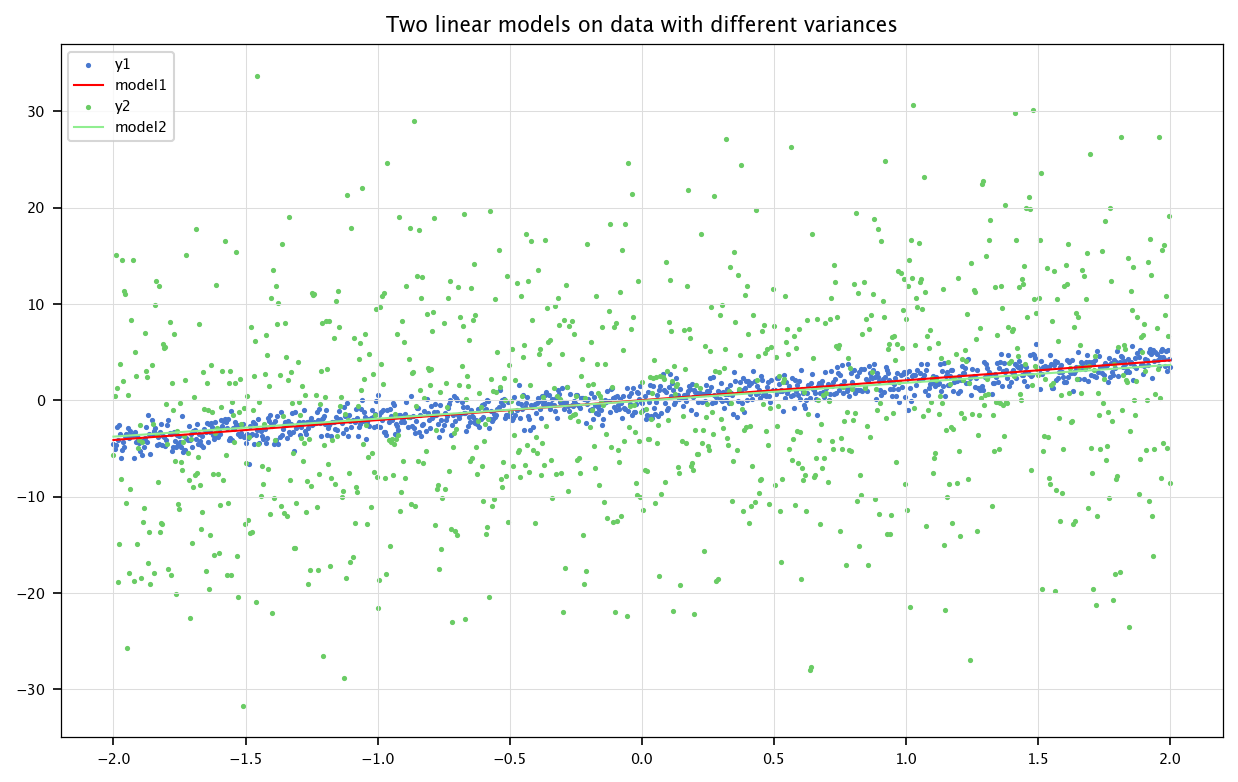 Two linear models on data with different variances
y1
model1
y2
model2
30
20
10
0
−10
−20
−30
−2.0 −1.5 −1.0 −0.5 0.0 0.5 1.0 1.5 2.0